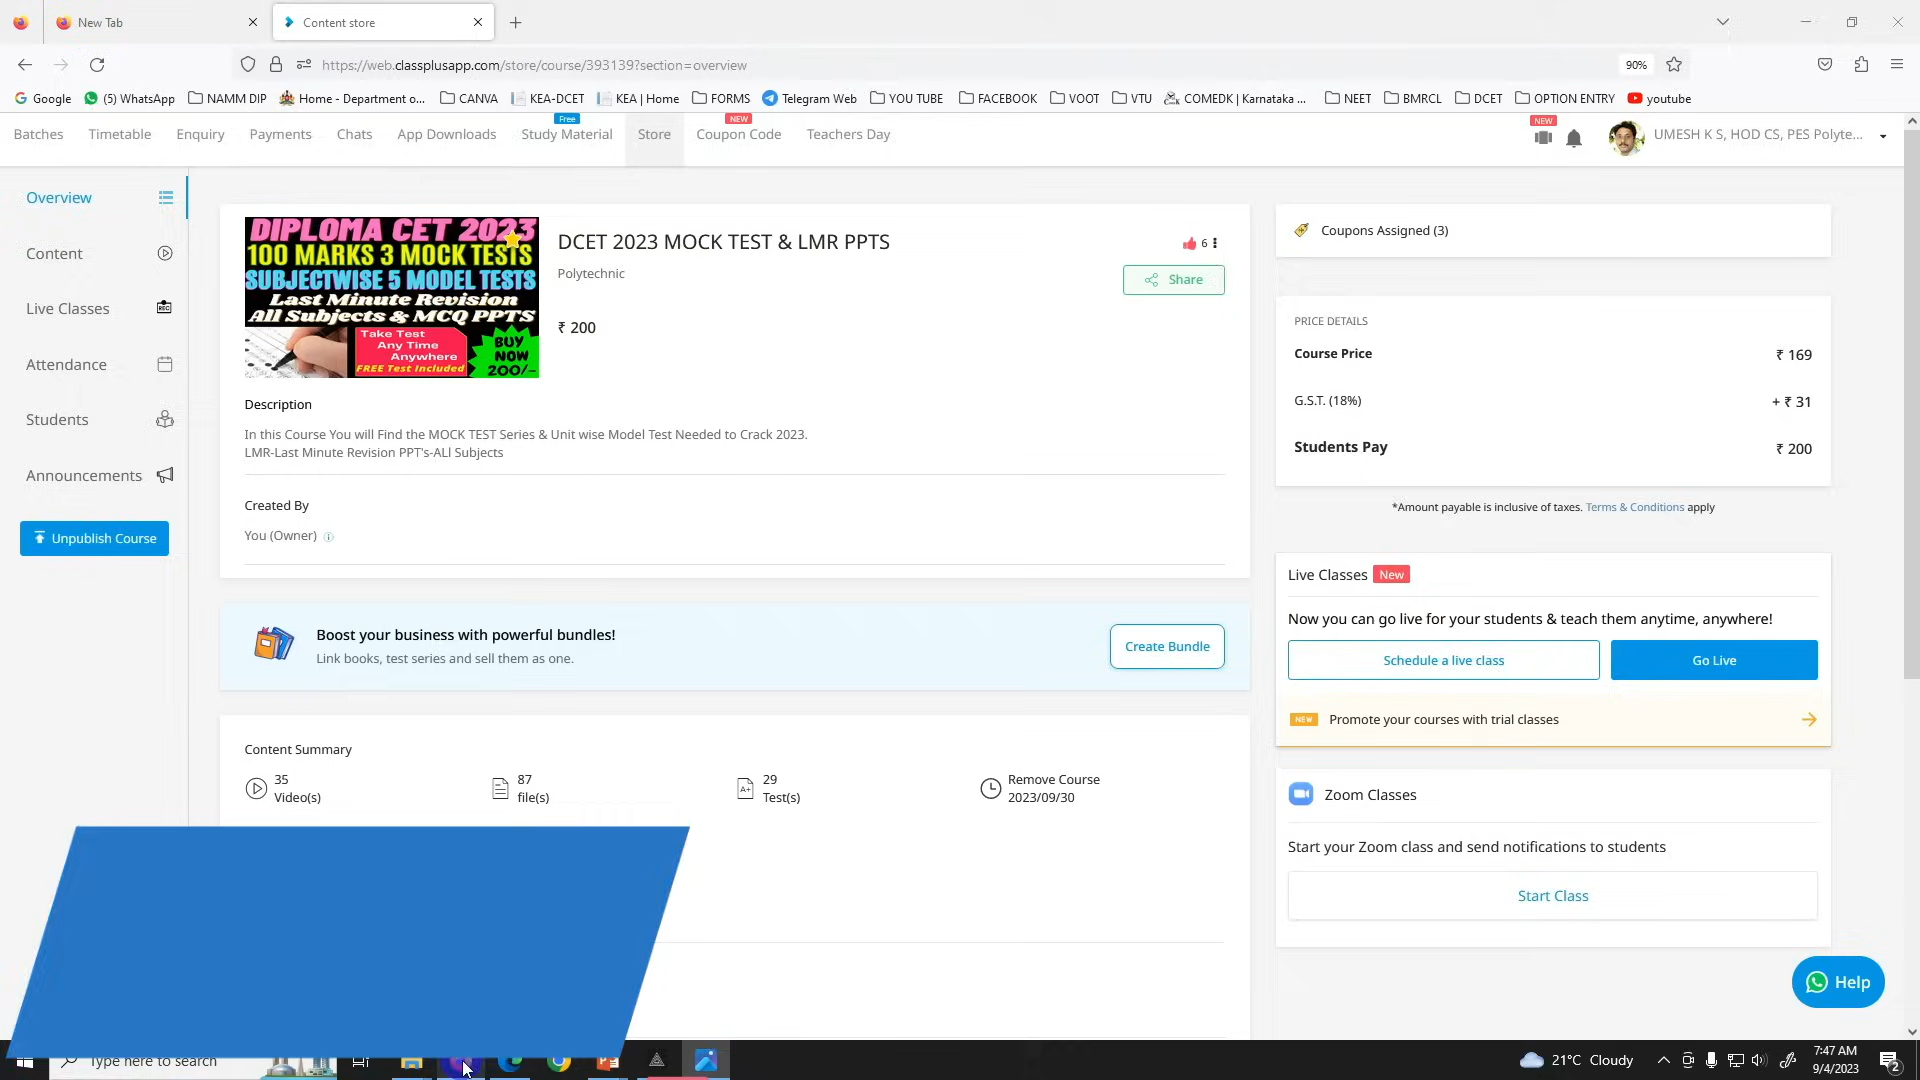 New Tab
Content store
https://web.classplusapp.com/store/course/393139?section=overview
90%
Google
(5) WhatsApp
NAMM DIP
Home - Department o...
CANVA
KEA-DCET
KEA | Home
FORMS
Telegram Web
YOU TUBE
FACEBOOK
VOOT
VTU
COMEDK | Karnataka ...
NEET
BMRCL
DCET
OPTION ENTRY
youtube
Batches
Timetable
Enquiry
Payments
Chats
App Downloads
Free
Study Material
Store
NEW
Coupon Code
Teachers Day
NEW
UMESH K S, HOD CS, PES Polyte...
Overview
Content
Live Classes
REC
Attendance
Students
Announcements
Unpublish Course
DIPLOMA CET 2023
100 MARKS 3 MOCK TESTS
SUBJECTWISE 5 MODEL TESTS
Last Minute Revision
All Subjects & MCQ PPTS
Take Test
Any Time
Anywhere
FREE Test Included
BUY
NOW
200/-
DCET 2023 MOCK TEST & LMR PPTS
6
Polytechnic
Share
₹ 200
Description
In this Course You will Find the MOCK TEST Series & Unit wise Model Test Needed to Crack 2023.
LMR-Last Minute Revision PPT's-ALl Subjects
Created By
You (Owner)
Boost your business with powerful bundles!
Link books, test series and sell them as one.
Create Bundle
Content Summary
35
Video(s)
87
file(s)
A+
29
Test(s)
Remove Course
2023/09/30
Coupons Assigned (3)
PRICE DETAILS
Course Price
₹ 169
G.S.T. (18%)
+ ₹ 31
Students Pay
₹ 200
*Amount payable is inclusive of taxes. Terms & Conditions apply
Live Classes
New
Now you can go live for your students & teach them anytime, anywhere!
Schedule a live class
Go Live
NEW
Promote your courses with trial classes
Zoom Classes
Start your Zoom class and send notifications to students
Start Class
Help
Type here to search
21°C Cloudy
7:47 AM
9/4/2023
2